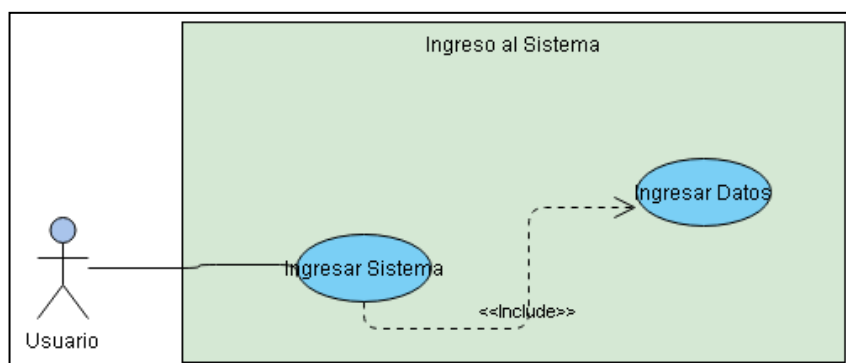 Ingreso al Sistema
Ingresar Datos
Ingresar Sistema
<<Include>>
Usuario